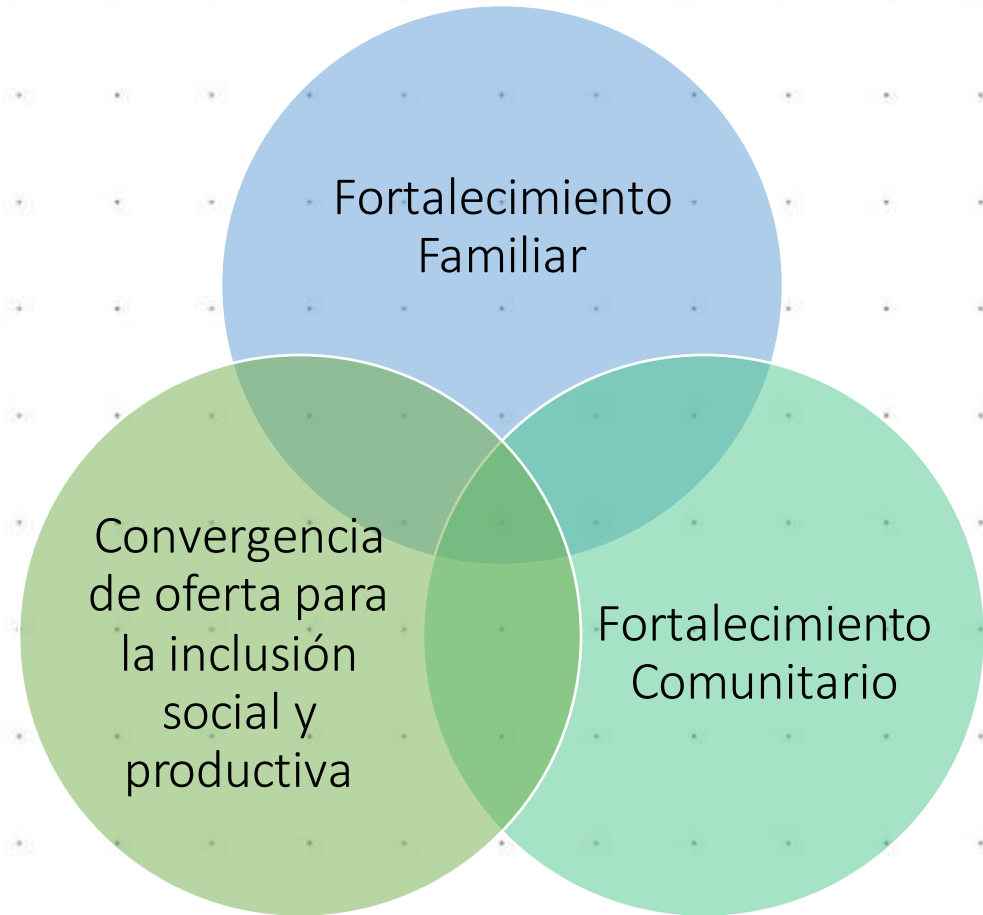 Fortalecimiento
Familiar
Convergencia
de oferta para
la inclusión
social y
productiva
Fortalecimiento
Comunitario